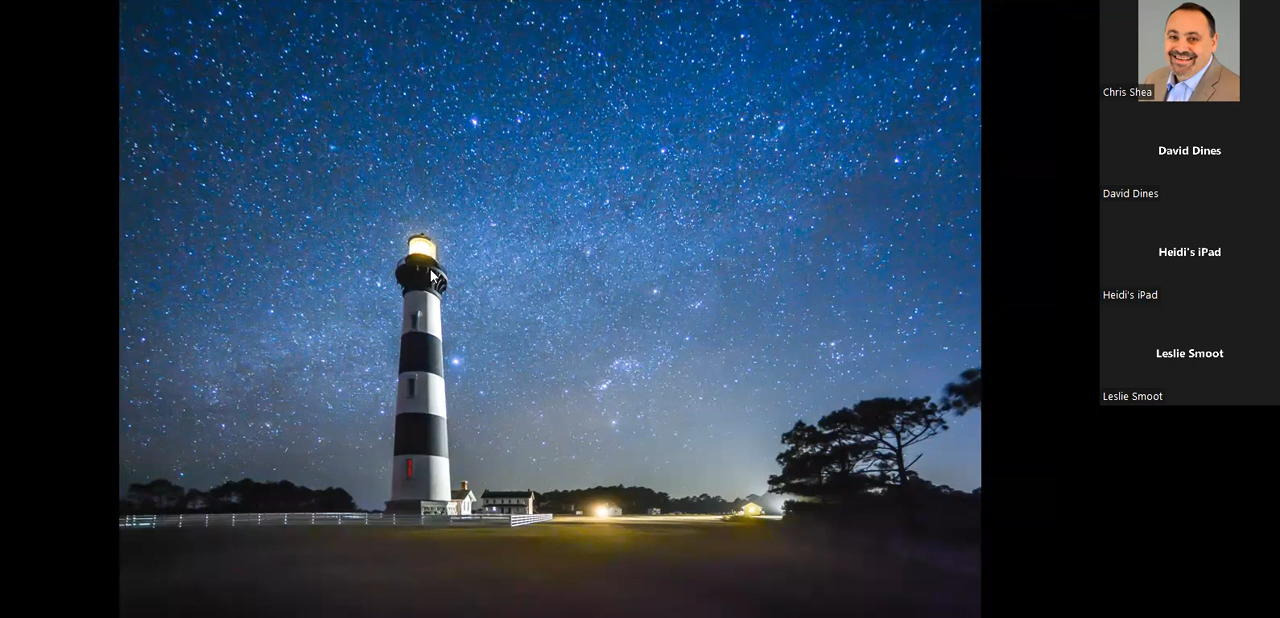 Chris Shea
David Dines
David Dines
Heidi's iPad
Heidi's iPad
Leslie Smoot
Leslie Smoot